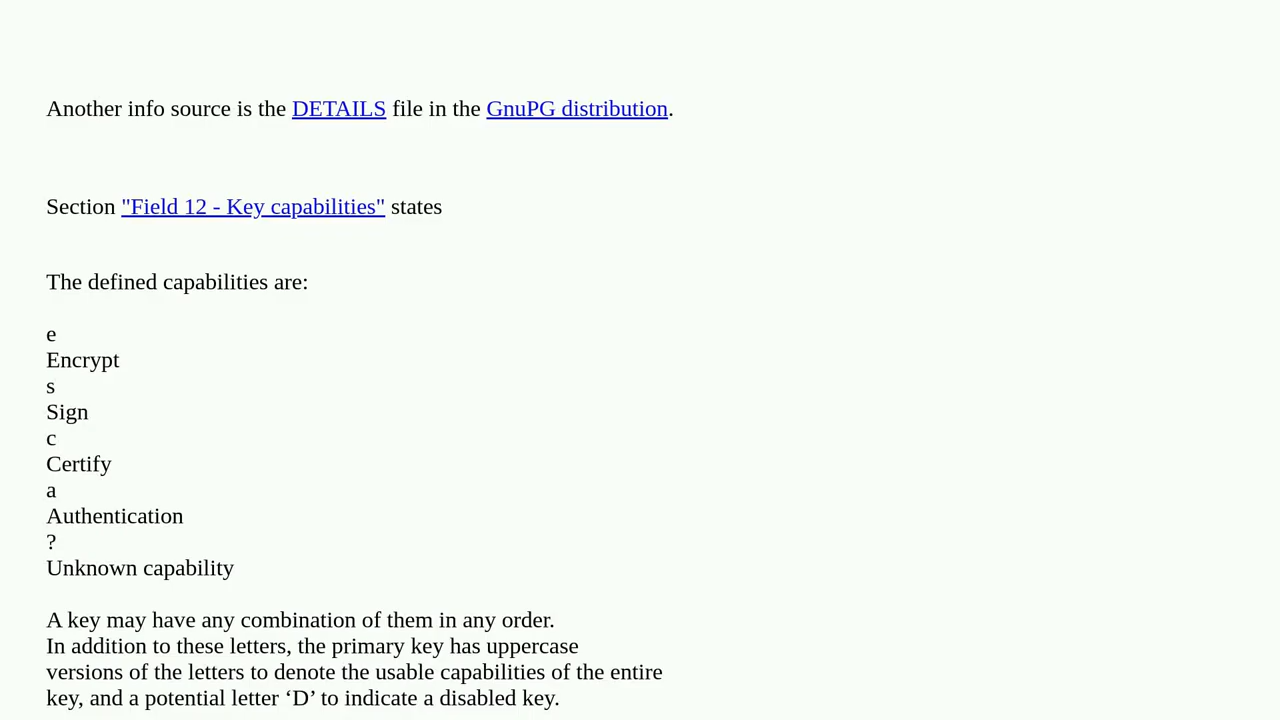 Another info source is the DETAILS file in the GnuPG distribution.
Section "Field 12 - Key capabilities" states
The defined capabilities are:
e
Encrypt
s
Sign
c
Certify
a
Authentication
?
Unknown capability
A key may have any combination of them in any order.
In addition to these letters, the primary key has uppercase
versions of the letters to denote the usable capabilities of the entire
key, and a potential letter ‘D’ to indicate a disabled key.